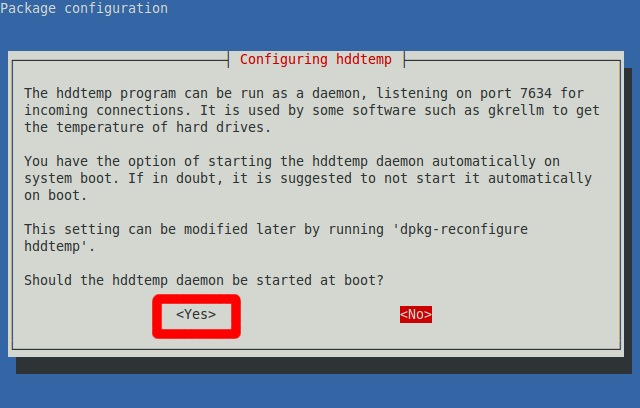 Package configuration
Configuring hddtemp
The hddtemp program can be run as a daemon, listening on port 7634 for
incoming connections. It is used by some software such as gkrellm to get
the temperature of hard drives.
You have the option of starting the hddtemp daemon automatically on
system boot. If in doubt, it is suggested to not start it automatically
on boot.
This setting can be modified later by running 'dpkg-reconfigure
hddtemp'.
Should the hddtemp daemon be started at boot?
<Yes> <No>